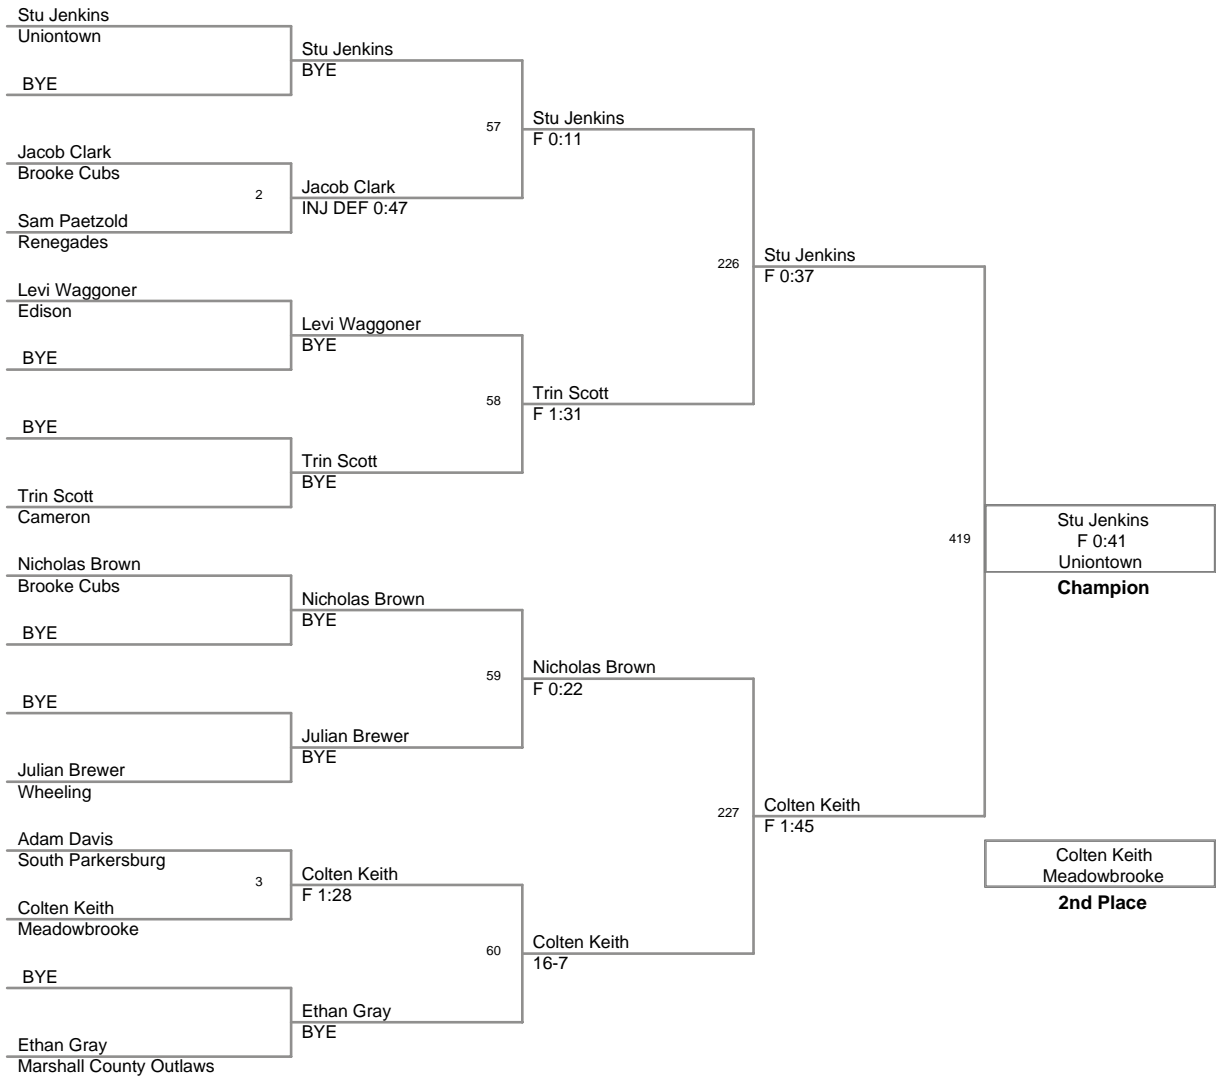 Stu Jenkins
Uniontown
BYE
Jacob Clark
Brooke Cubs
2
Sam Paetzold
Renegades
Levi Waggoner
Edison
BYE
BYE
Trin Scott
Cameron
Nicholas Brown
Brooke Cubs
BYE
BYE
Julian Brewer
Wheeling
Adam Davis
South Parkersburg
3
Colten Keith
Meadowbrooke
BYE
Ethan Gray
Marshall County Outlaws
Stu Jenkins
BYE
57
Jacob Clark
INJ DEF 0:47
Levi Waggoner
BYE
58
Trin Scott
BYE
Nicholas Brown
BYE
59
Julian Brewer
BYE
Colten Keith
F 1:28
60
Ethan Gray
BYE
Stu Jenkins
F 0:11
226
Trin Scott
F 1:31
Nicholas Brown
F 0:22
227
Colten Keith
16-7
Stu Jenkins
F 0:37
419
Colten Keith
F 1:45
Stu Jenkins
F 0:41
Uniontown
Champion
Colten Keith
Meadowbrooke
2nd Place